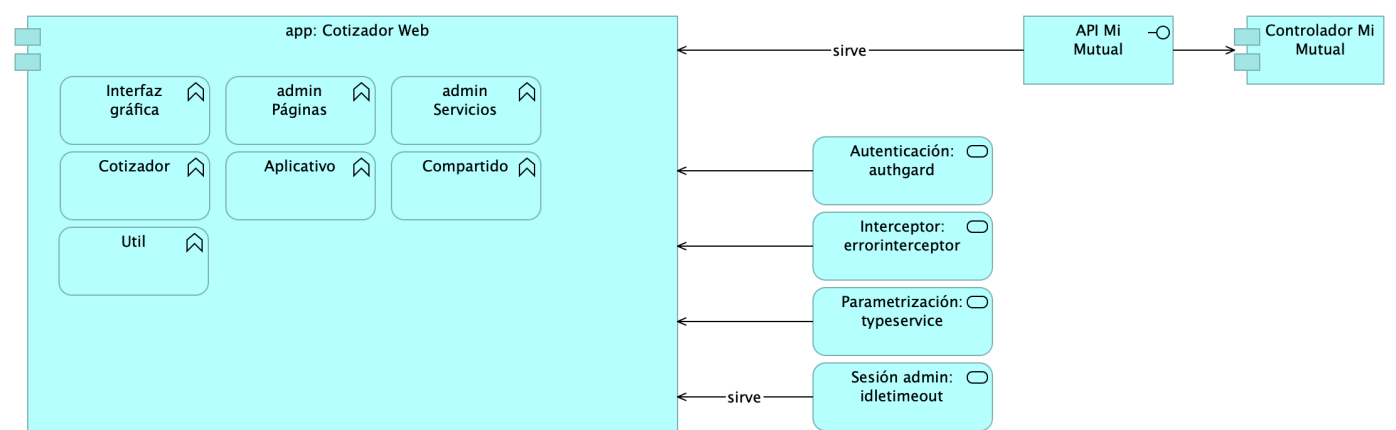 app: Cotizador Web
Interfaz
gráfica
admin
Páginas
admin
Servicios
Cotizador
Aplicativo
Compartido
Util
sirve
API Mi
Mutual
Controlador Mi
Mutual
Autenticación:
authgard
Interceptor:
errorinterceptor
Parametrización:
typeservice
sirve
Sesión admin:
idletimeout